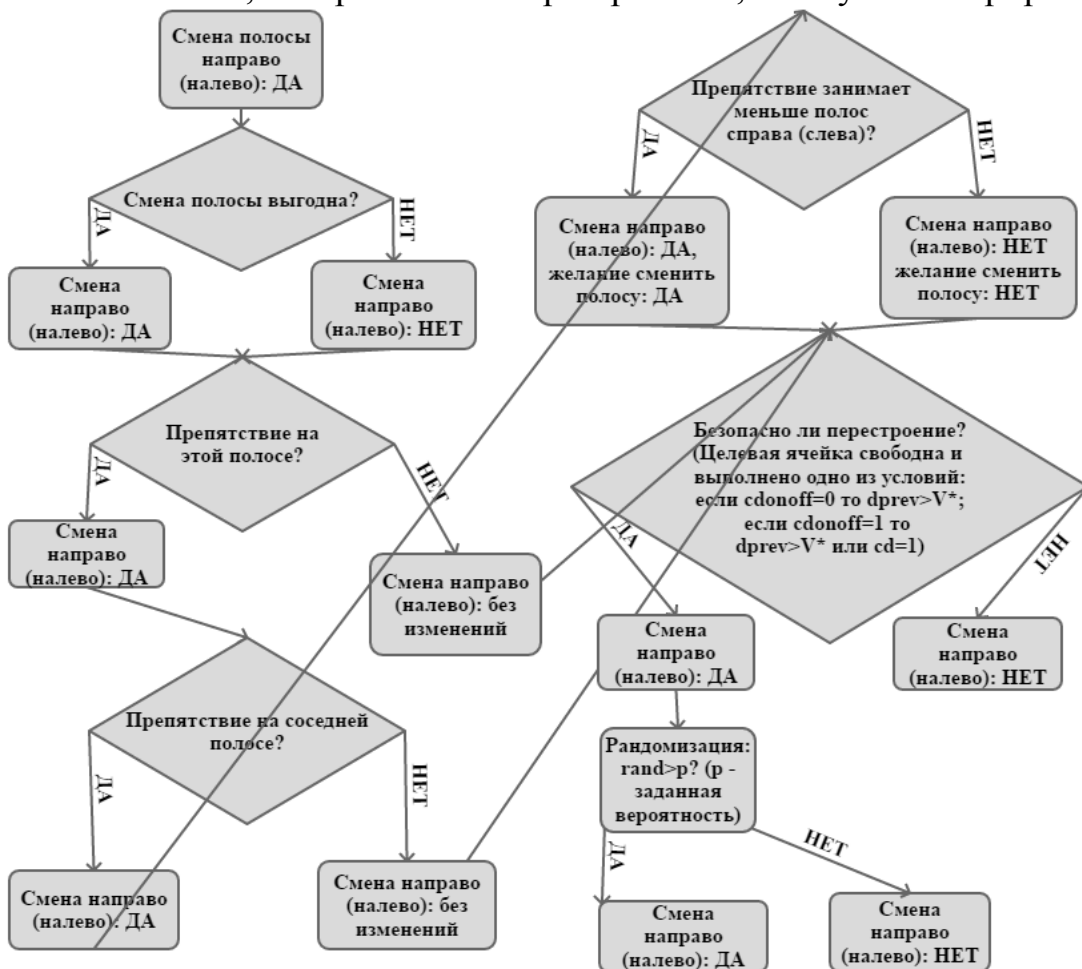 Смена полосы
направо
(налево): ДА
Смена полосы выгодна?
ДА
НЕТ
Смена
направо
(налево): ДА
Смена
направо
(налево): НЕТ
Препятствие на
этой полосе?
ДА
НЕТ
Смена
направо
(налево): ДА
Смена направо
(налево): без
изменений
Препятствие на соседней
полосе?
ДА
НЕТ
Смена направо
(налево): ДА
Смена направо
(налево): без
изменений
Препятствие занимает
меньше полос
справа (слева)?
ДА
НЕТ
Смена направо
(налево): ДА,
желание сменить
полосу: ДА
Смена направо
(налево): НЕТ
желание сменить
полосу: НЕТ
Безопасно ли перестроение?
(Целевая ячейка свободна и
выполнено одно из условий:
если cdonoff=0 то dprev>V*;
если cdonoff=1 то
dprev>V* или cd=1)
ДА
НЕТ
Смена
направо
(налево): ДА
Смена
направо
(налево): НЕТ
Рандомизация:
rand>p? (p -
заданная
вероятность)
ДА
НЕТ
Смена
направо
(налево): ДА
Смена
направо
(налево): НЕТ